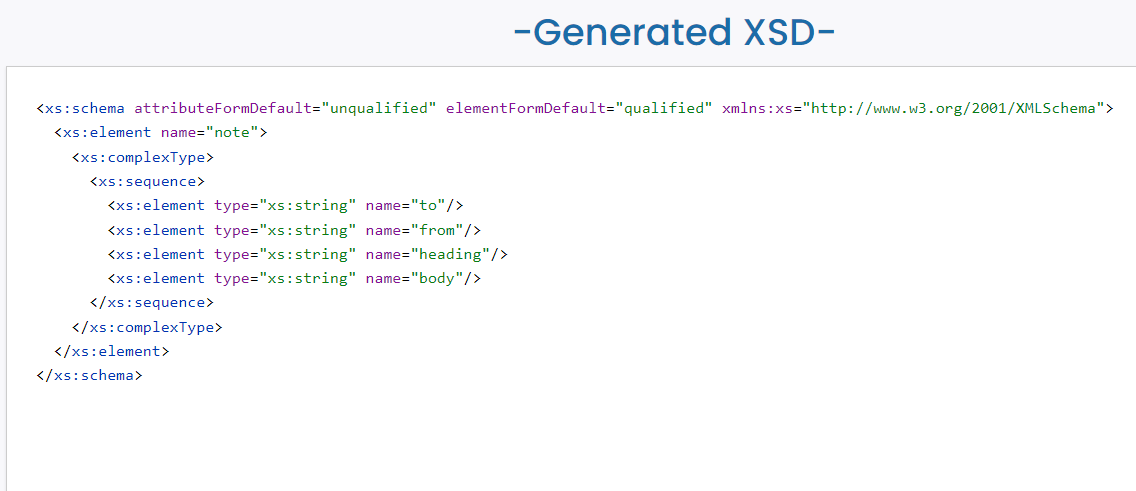 -Generated XSD-
<xs:schema attributeFormDefault="unqualified" elementFormDefault="qualified" xmlns:xs="http://www.w3.org/2001/XMLSchema">
  <xs:element name="note">
    <xs:complexType>
      <xs:sequence>
        <xs:element type="xs:string" name="to"/>
        <xs:element type="xs:string" name="from"/>
        <xs:element type="xs:string" name="heading"/>
        <xs:element type="xs:string" name="body"/>
      </xs:sequence>
    </xs:complexType>
  </xs:element>
</xs:schema>